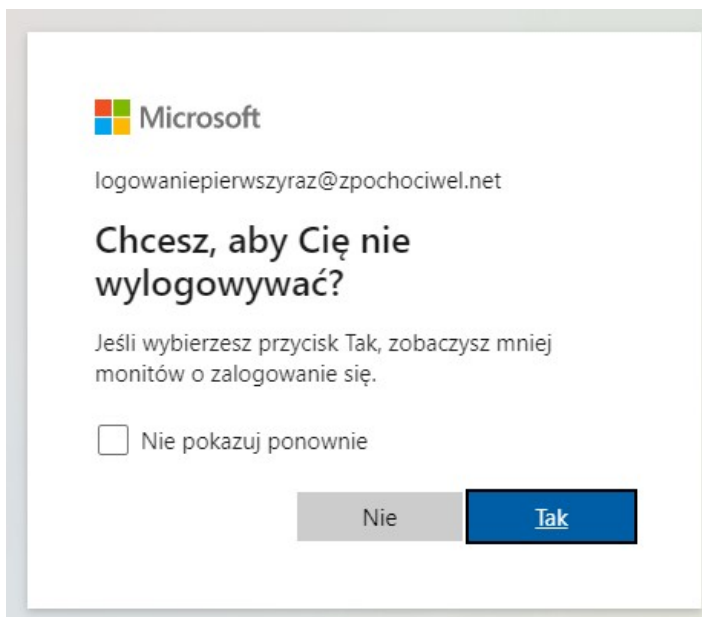 Microsoft
logowaniepierwszyraz@zpochociwel.net
Chcesz, aby Cię nie
wylogowywać?
Jeśli wybierzesz przycisk Tak, zobaczysz mniej
monitów o zalogowanie się.
Nie pokazuj ponownie
Nie
Tak